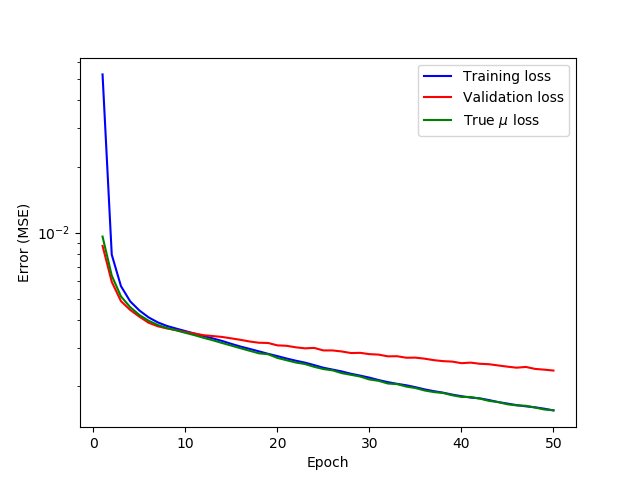 Training loss
Validation loss
True μ loss
10⁻²
Error (MSE)
0 10 20 30 40 50
Epoch